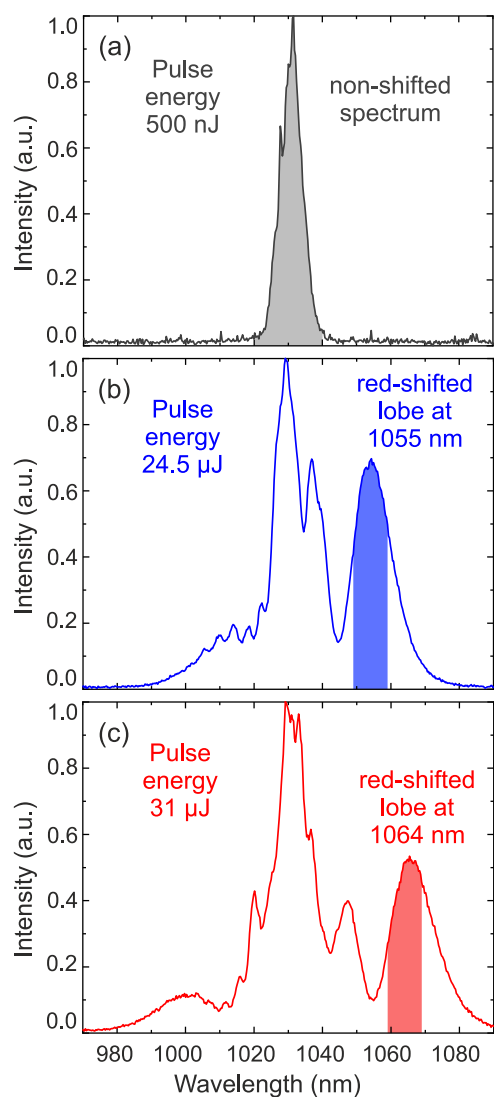 (a)
Pulse
energy
500 nJ
non-shifted
spectrum
Intensity (a.u.)
1.0
0.8
0.6
0.4
0.2
0.0
(b)
Pulse
energy
24.5 µJ
red-shifted
lobe at
1055 nm
Intensity (a.u.)
1.0
0.8
0.6
0.4
0.2
0.0
(c)
Pulse
energy
31 µJ
red-shifted
lobe at
1064 nm
Intensity (a.u.)
1.0
0.8
0.6
0.4
0.2
0.0
980 1000 1020 1040 1060 1080
Wavelength (nm)